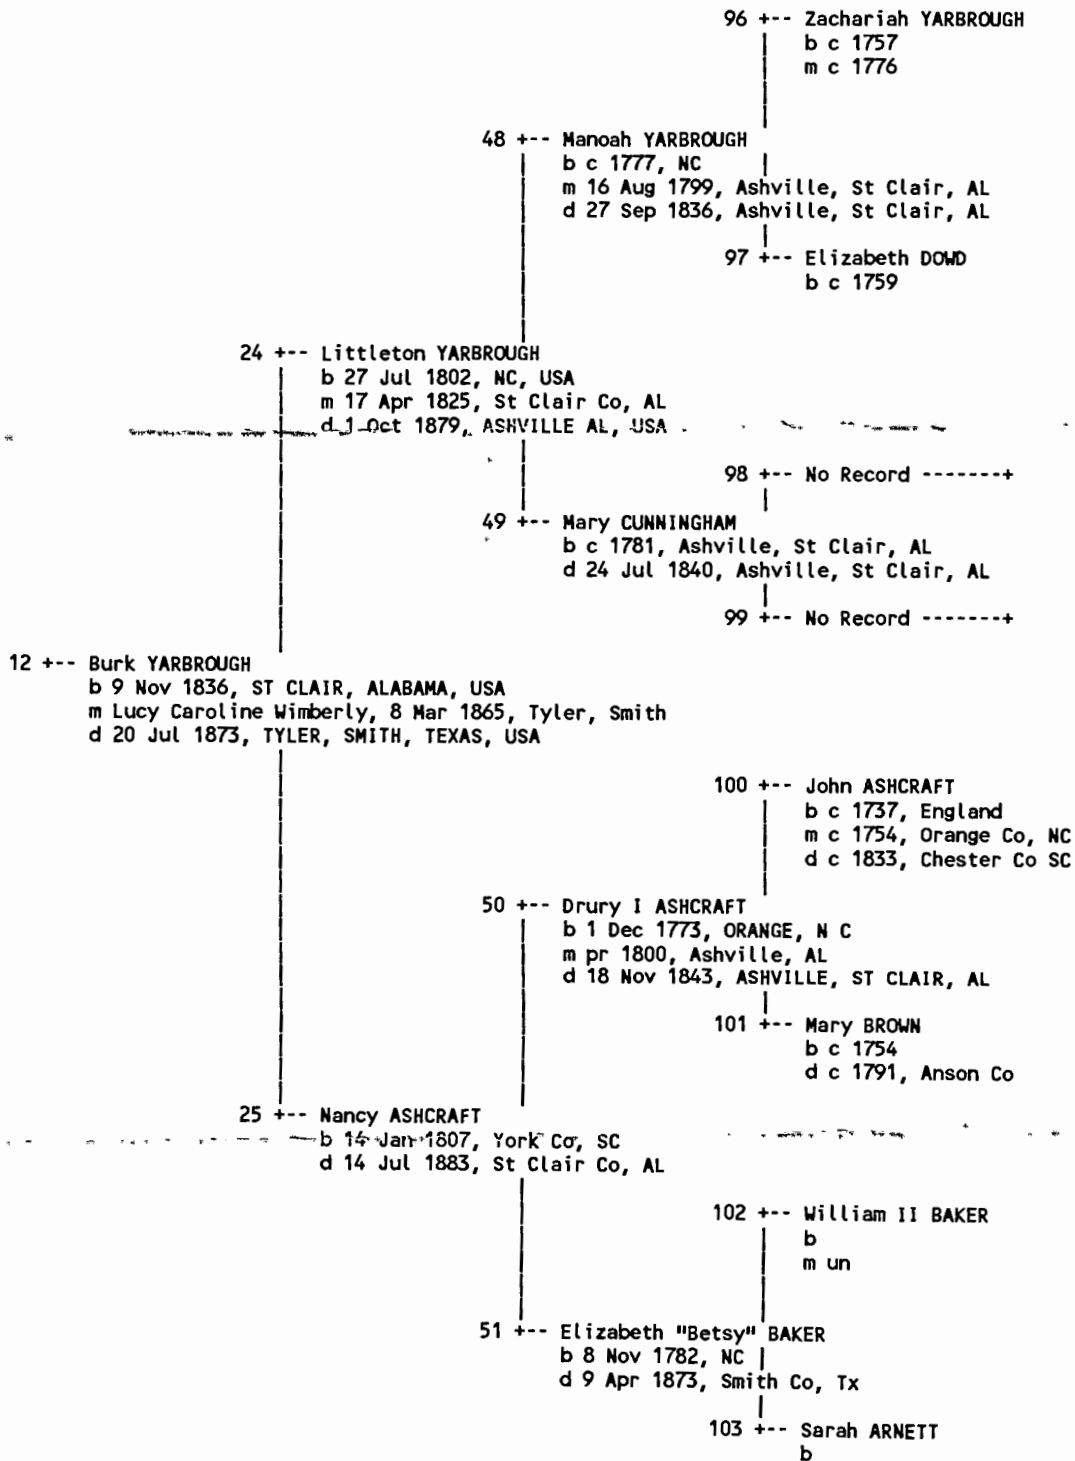 96 +-- Zachariah YARBROUGH
b c 1757
m c 1776
48 +-- Manoah YARBROUGH
b c 1777, NC
m 16 Aug 1799, Ashville, St Clair, AL
d 27 Sep 1836, Ashville, St Clair, AL
97 +-- Elizabeth DOWD
b c 1759
24 +-- Littleton YARBROUGH
b 27 Jul 1802, NC, USA
m 17 Apr 1825, St Clair Co, AL
d 1 Oct 1879, ASHVILLE AL, USA
98 +-- No Record -------+
49 +-- Mary CUNNINGHAM
b c 1781, Ashville, St Clair, AL
d 24 Jul 1840, Ashville, St Clair, AL
99 +-- No Record -------+
12 +-- Burk YARBROUGH
b 9 Nov 1836, ST CLAIR, ALABAMA, USA
m Lucy Caroline Wimberly, 8 Mar 1865, Tyler, Smith
d 20 Jul 1873, TYLER, SMITH, TEXAS, USA
100 +-- John ASHCRAFT
b c 1737, England
m c 1754, Orange Co, NC
d c 1833, Chester Co SC
50 +-- Drury I ASHCRAFT
b 1 Dec 1773, ORANGE, N C
m pr 1800, Ashville, AL
d 18 Nov 1843, ASHVILLE, ST CLAIR, AL
101 +-- Mary BROWN
b c 1754
d c 1791, Anson Co
25 +-- Nancy ASHCRAFT
b 14 Jan 1807, York Co, SC
d 14 Jul 1883, St Clair Co, AL
102 +-- William II BAKER
b
m un
51 +-- Elizabeth "Betsy" BAKER
b 8 Nov 1782, NC
d 9 Apr 1873, Smith Co, Tx
103 +-- Sarah ARNETT
b